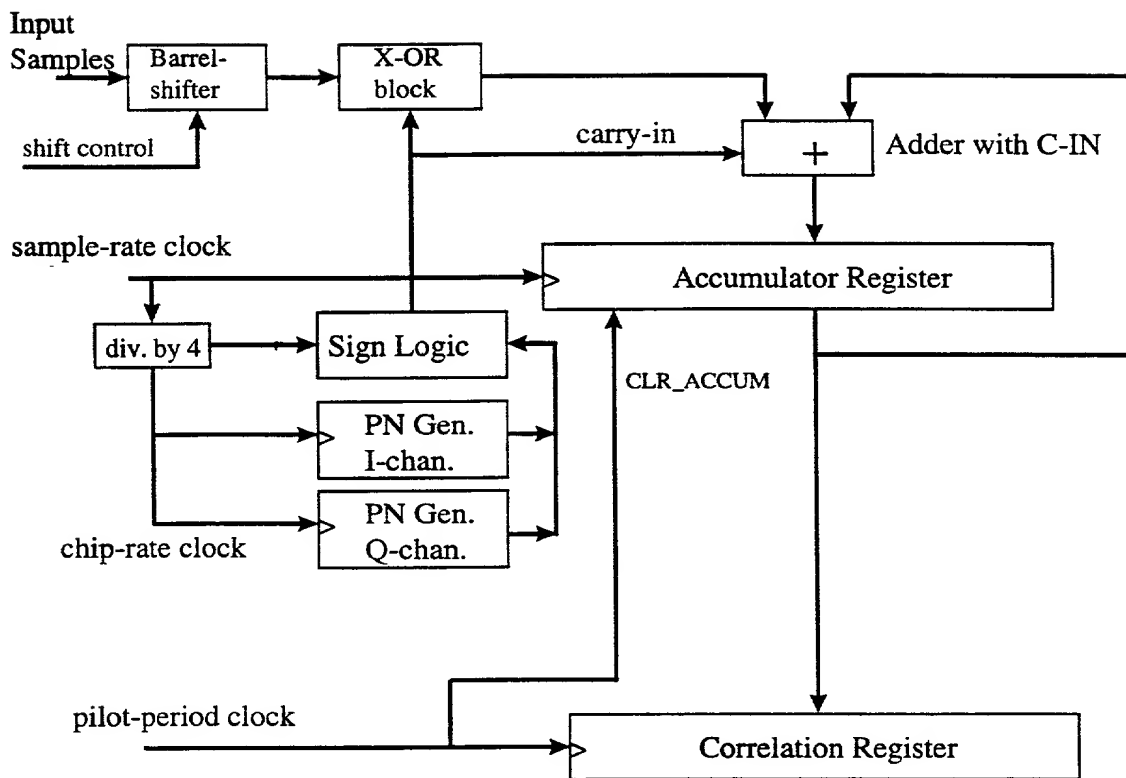 Input
Samples
Barrel-
shifter
X-OR
block
shift control
carry-in
+
Adder with C-IN
sample-rate clock
Accumulator Register
div. by 4
Sign Logic
CLR_ACCUM
PN Gen.
I-chan.
PN Gen.
Q-chan.
chip-rate clock
pilot-period clock
Correlation Register